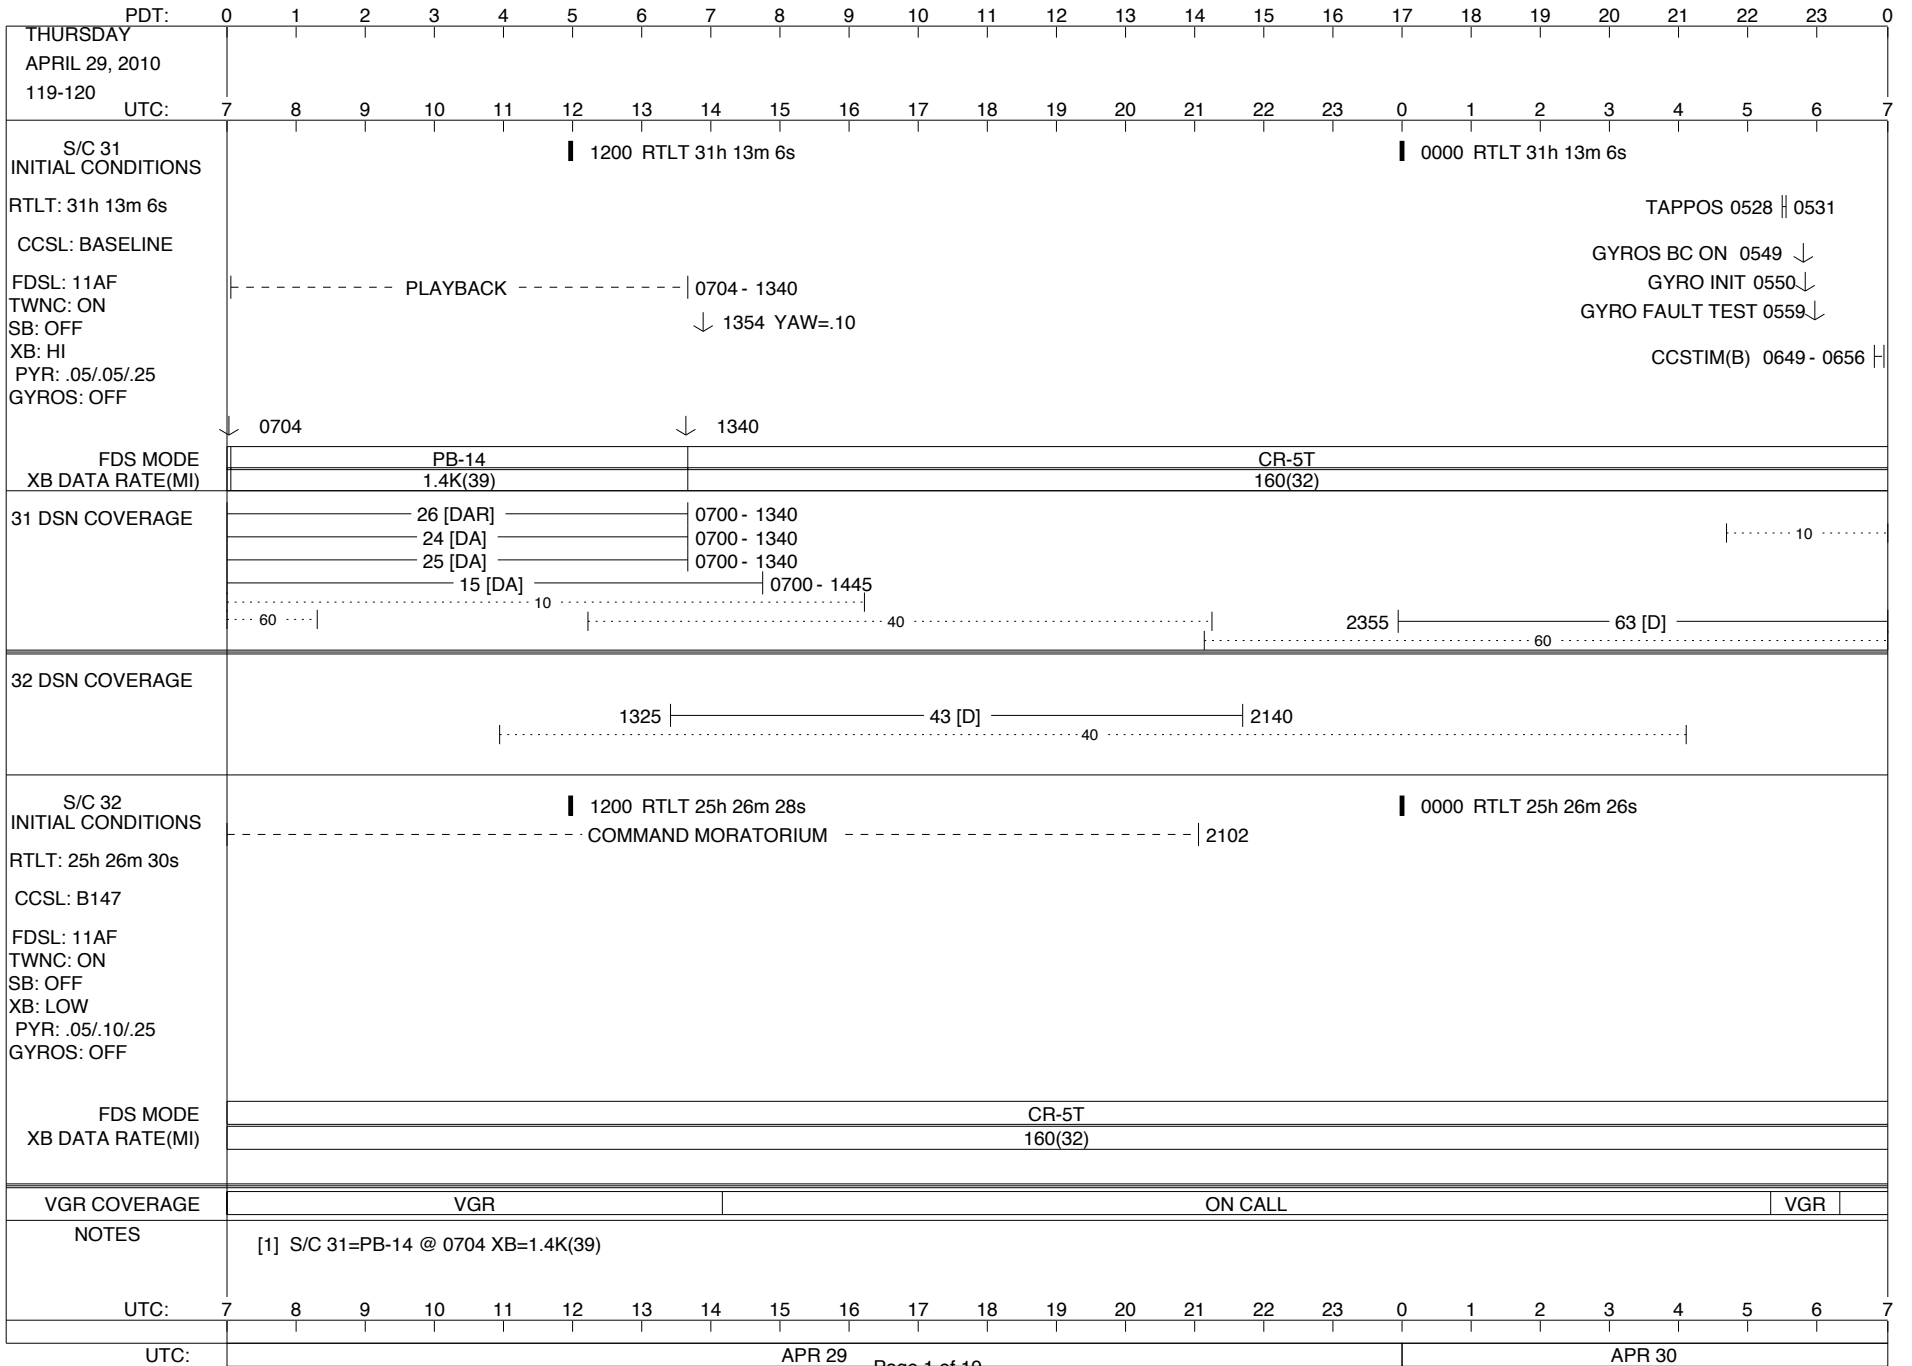 PDT: 0 1 2 3 4 5 6 7 8 9 10 11 12 13 14 15 16 17 18 19 20 21 22 23 0
THURSDAY
APRIL 29, 2010
119-120
UTC: 7 8 9 10 11 12 13 14 15 16 17 18 19 20 21 22 23 0 1 2 3 4 5 6 7
S/C 31
INITIAL CONDITIONS
1200 RTLT 31h 13m 6s
0000 RTLT 31h 13m 6s
RTLT: 31h 13m 6s
TAPPOS 0528 0531
CCSL: BASELINE
GYROS BC ON 0549
FDSL: 11AF
PLAYBACK 0704 - 1340
GYRO INIT 0550
TWNC: ON
GYRO FAULT TEST 0559
SB: OFF
1354 YAW=.10
XB: HI
CCSTIM(B) 0649 - 0656
PYR: .05/.05/.25
GYROS: OFF
0704 1340
FDS MODE PB-14 CR-5T
XB DATA RATE(MI) 1.4K(39) 160(32)
31 DSN COVERAGE
26 [DAR] 0700 - 1340
24 [DA] 0700 - 1340
10
25 [DA] 0700 - 1340
15 [DA] 0700 - 1445
10
60 40 2355 63 [D]
60
32 DSN COVERAGE
1325 43 [D] 2140
40
S/C 32
INITIAL CONDITIONS
1200 RTLT 25h 26m 28s
0000 RTLT 25h 26m 26s
COMMAND MORATORIUM 2102
RTLT: 25h 26m 30s
CCSL: B147
FDSL: 11AF
TWNC: ON
SB: OFF
XB: LOW
PYR: .05/.10/.25
GYROS: OFF
FDS MODE CR-5T
XB DATA RATE(MI) 160(32)
VGR COVERAGE VGR ON CALL VGR
NOTES
[1] S/C 31=PB-14 @ 0704 XB=1.4K(39)
UTC: 7 8 9 10 11 12 13 14 15 16 17 18 19 20 21 22 23 0 1 2 3 4 5 6 7
UTC: APR 29 APR 30
Page 1 of 19